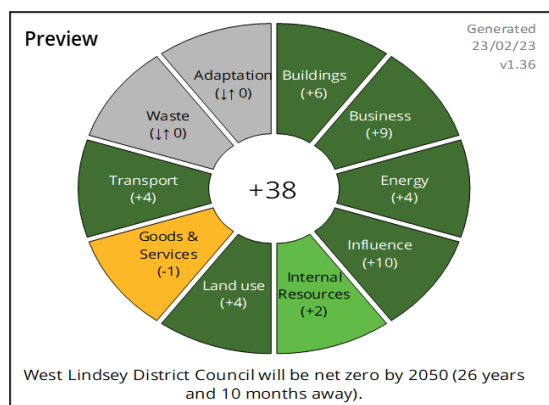 Preview
Generated
23/02/23
v1.36
Adaptation
(↓↑ 0)
Buildings
(+6)
Waste
(↓↑ 0)
Business
(+9)
Transport
(+4)
+38
Energy
(+4)
Goods &
Services
(-1)
Influence
(+10)
Land use
(+4)
Internal
Resources
(+2)
West Lindsey District Council will be net zero by 2050 (26 years
and 10 months away).